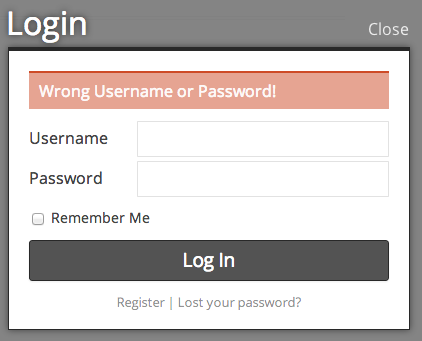 Login
Close
Wrong Username or Password!
Username
Password
Remember Me
Log In
Register | Lost your password?